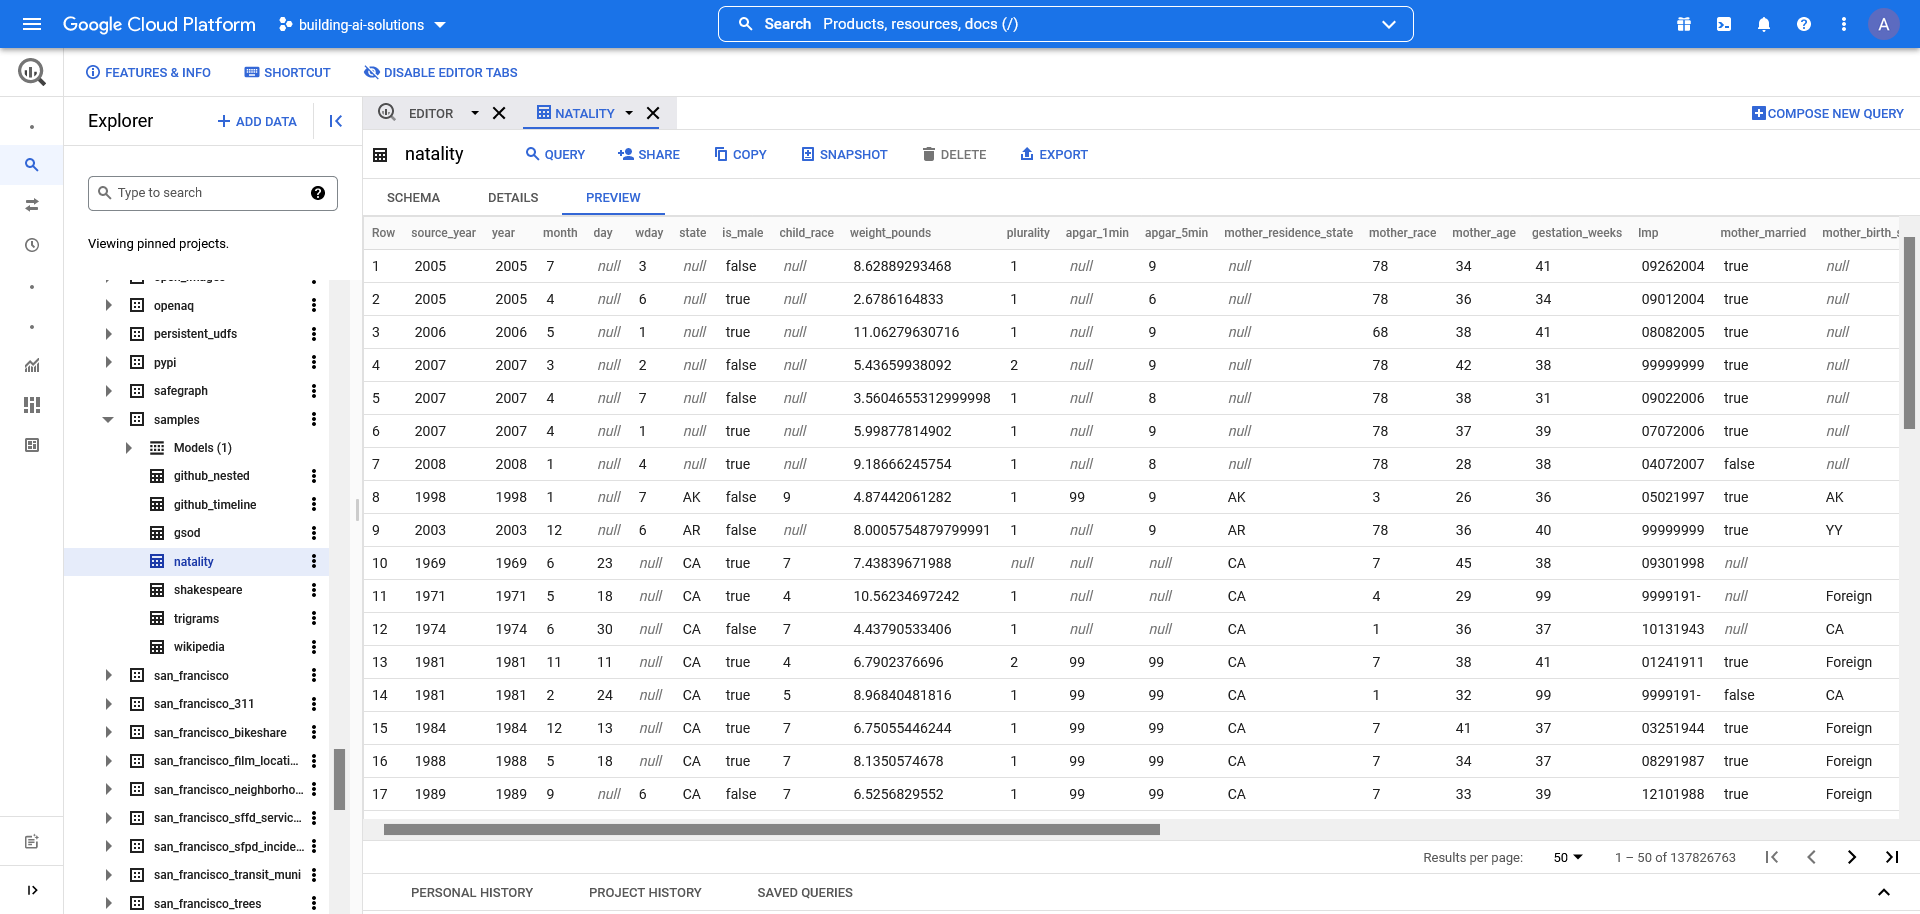 Google Cloud Platform building-ai-solutions Search Products, resources, docs (/) A
FEATURES & INFO SHORTCUT DISABLE EDITOR TABS
Explorer ADD DATA
Type to search
Viewing pinned projects.
open_images
openaq
persistent_udfs
pypi
safegraph
samples
Models (1)
github_nested
github_timeline
gsod
natality
shakespeare
trigrams
wikipedia
san_francisco
san_francisco_311
san_francisco_bikeshare
san_francisco_film_locati...
san_francisco_neighborho...
san_francisco_sffd_servic...
san_francisco_sfpd_incide...
san_francisco_transit_muni
san_francisco_trees
EDITOR NATALITY COMPOSE NEW QUERY
natality QUERY SHARE COPY SNAPSHOT DELETE EXPORT
SCHEMA DETAILS PREVIEW
Row source_year year month day wday state is_male child_race weight_pounds plurality apgar_1min apgar_5min mother_residence_state mother_race mother_age gestation_weeks lmp mother_married mother_birth_s
1 2005 2005 7 null 3 null false null 8.62889293468 1 null 9 null 78 34 41 09262004 true null
2 2005 2005 4 null 6 null true null 2.6786164833 1 null 6 null 78 36 34 09012004 true null
3 2006 2006 5 null 1 null true null 11.06279630716 1 null 9 null 68 38 41 08082005 true null
4 2007 2007 3 null 2 null false null 5.43659938092 2 null 9 null 78 42 38 99999999 true null
5 2007 2007 4 null 7 null false null 3.5604655312999998 1 null 8 null 78 38 31 09022006 true null
6 2007 2007 4 null 1 null true null 5.99877814902 1 null 9 null 78 37 39 07072006 true null
7 2008 2008 1 null 4 null true null 9.18666245754 1 null 8 null 78 28 38 04072007 false null
8 1998 1998 1 null 7 AK false 9 4.87442061282 1 99 9 AK 3 26 36 05021997 true AK
9 2003 2003 12 null 6 AR false null 8.0005754879799991 1 null 9 AR 78 36 40 99999999 true YY
10 1969 1969 6 23 null CA true 7 7.43839671988 null null null CA 7 45 38 09301998 null
11 1971 1971 5 18 null CA true 4 10.56234697242 1 null null CA 4 29 99 9999191- null Foreign
12 1974 1974 6 30 null CA false 7 4.43790533406 1 null null CA 1 36 37 10131943 null CA
13 1981 1981 11 11 null CA true 4 6.7902376696 2 99 99 CA 7 38 41 01241911 true Foreign
14 1981 1981 2 24 null CA true 5 8.96840481816 1 99 99 CA 1 32 99 9999191- false CA
15 1984 1984 12 13 null CA true 7 6.75055446244 1 99 99 CA 7 41 37 03251944 true Foreign
16 1988 1988 5 18 null CA true 7 8.1350574678 1 99 99 CA 7 34 37 08291987 true Foreign
17 1989 1989 9 null 6 CA false 7 6.5256829552 1 99 99 CA 7 33 39 12101988 true Foreign
Results per page: 50 1 – 50 of 137826763
PERSONAL HISTORY PROJECT HISTORY SAVED QUERIES